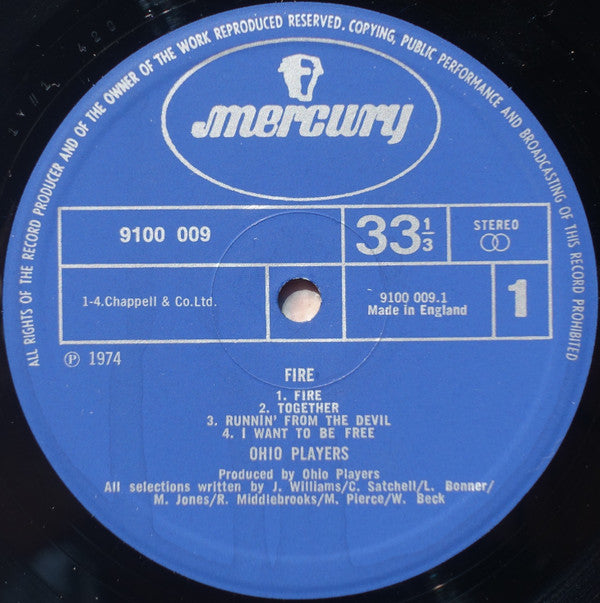 ALL RIGHTS OF THE RECORD PRODUCER AND OF THE OWNER OF THE WORK REPRODUCED RESERVED. COPYING, PUBLIC PERFORMANCE AND BROADCASTING OF THIS RECORD PROHIBITED
mercury
9100 009
33 1/3
STEREO
1-4.Chappell & Co.Ltd.
9100 009.1
Made in England
1
℗ 1974
FIRE
1. FIRE
2. TOGETHER
3. RUNNIN' FROM THE DEVIL
4. I WANT TO BE FREE
OHIO PLAYERS
Produced by Ohio Players
All selections written by J. Williams/C. Satchell/L. Bonner/
M. Jones/R. Middlebrooks/M. Pierce/W. Beck